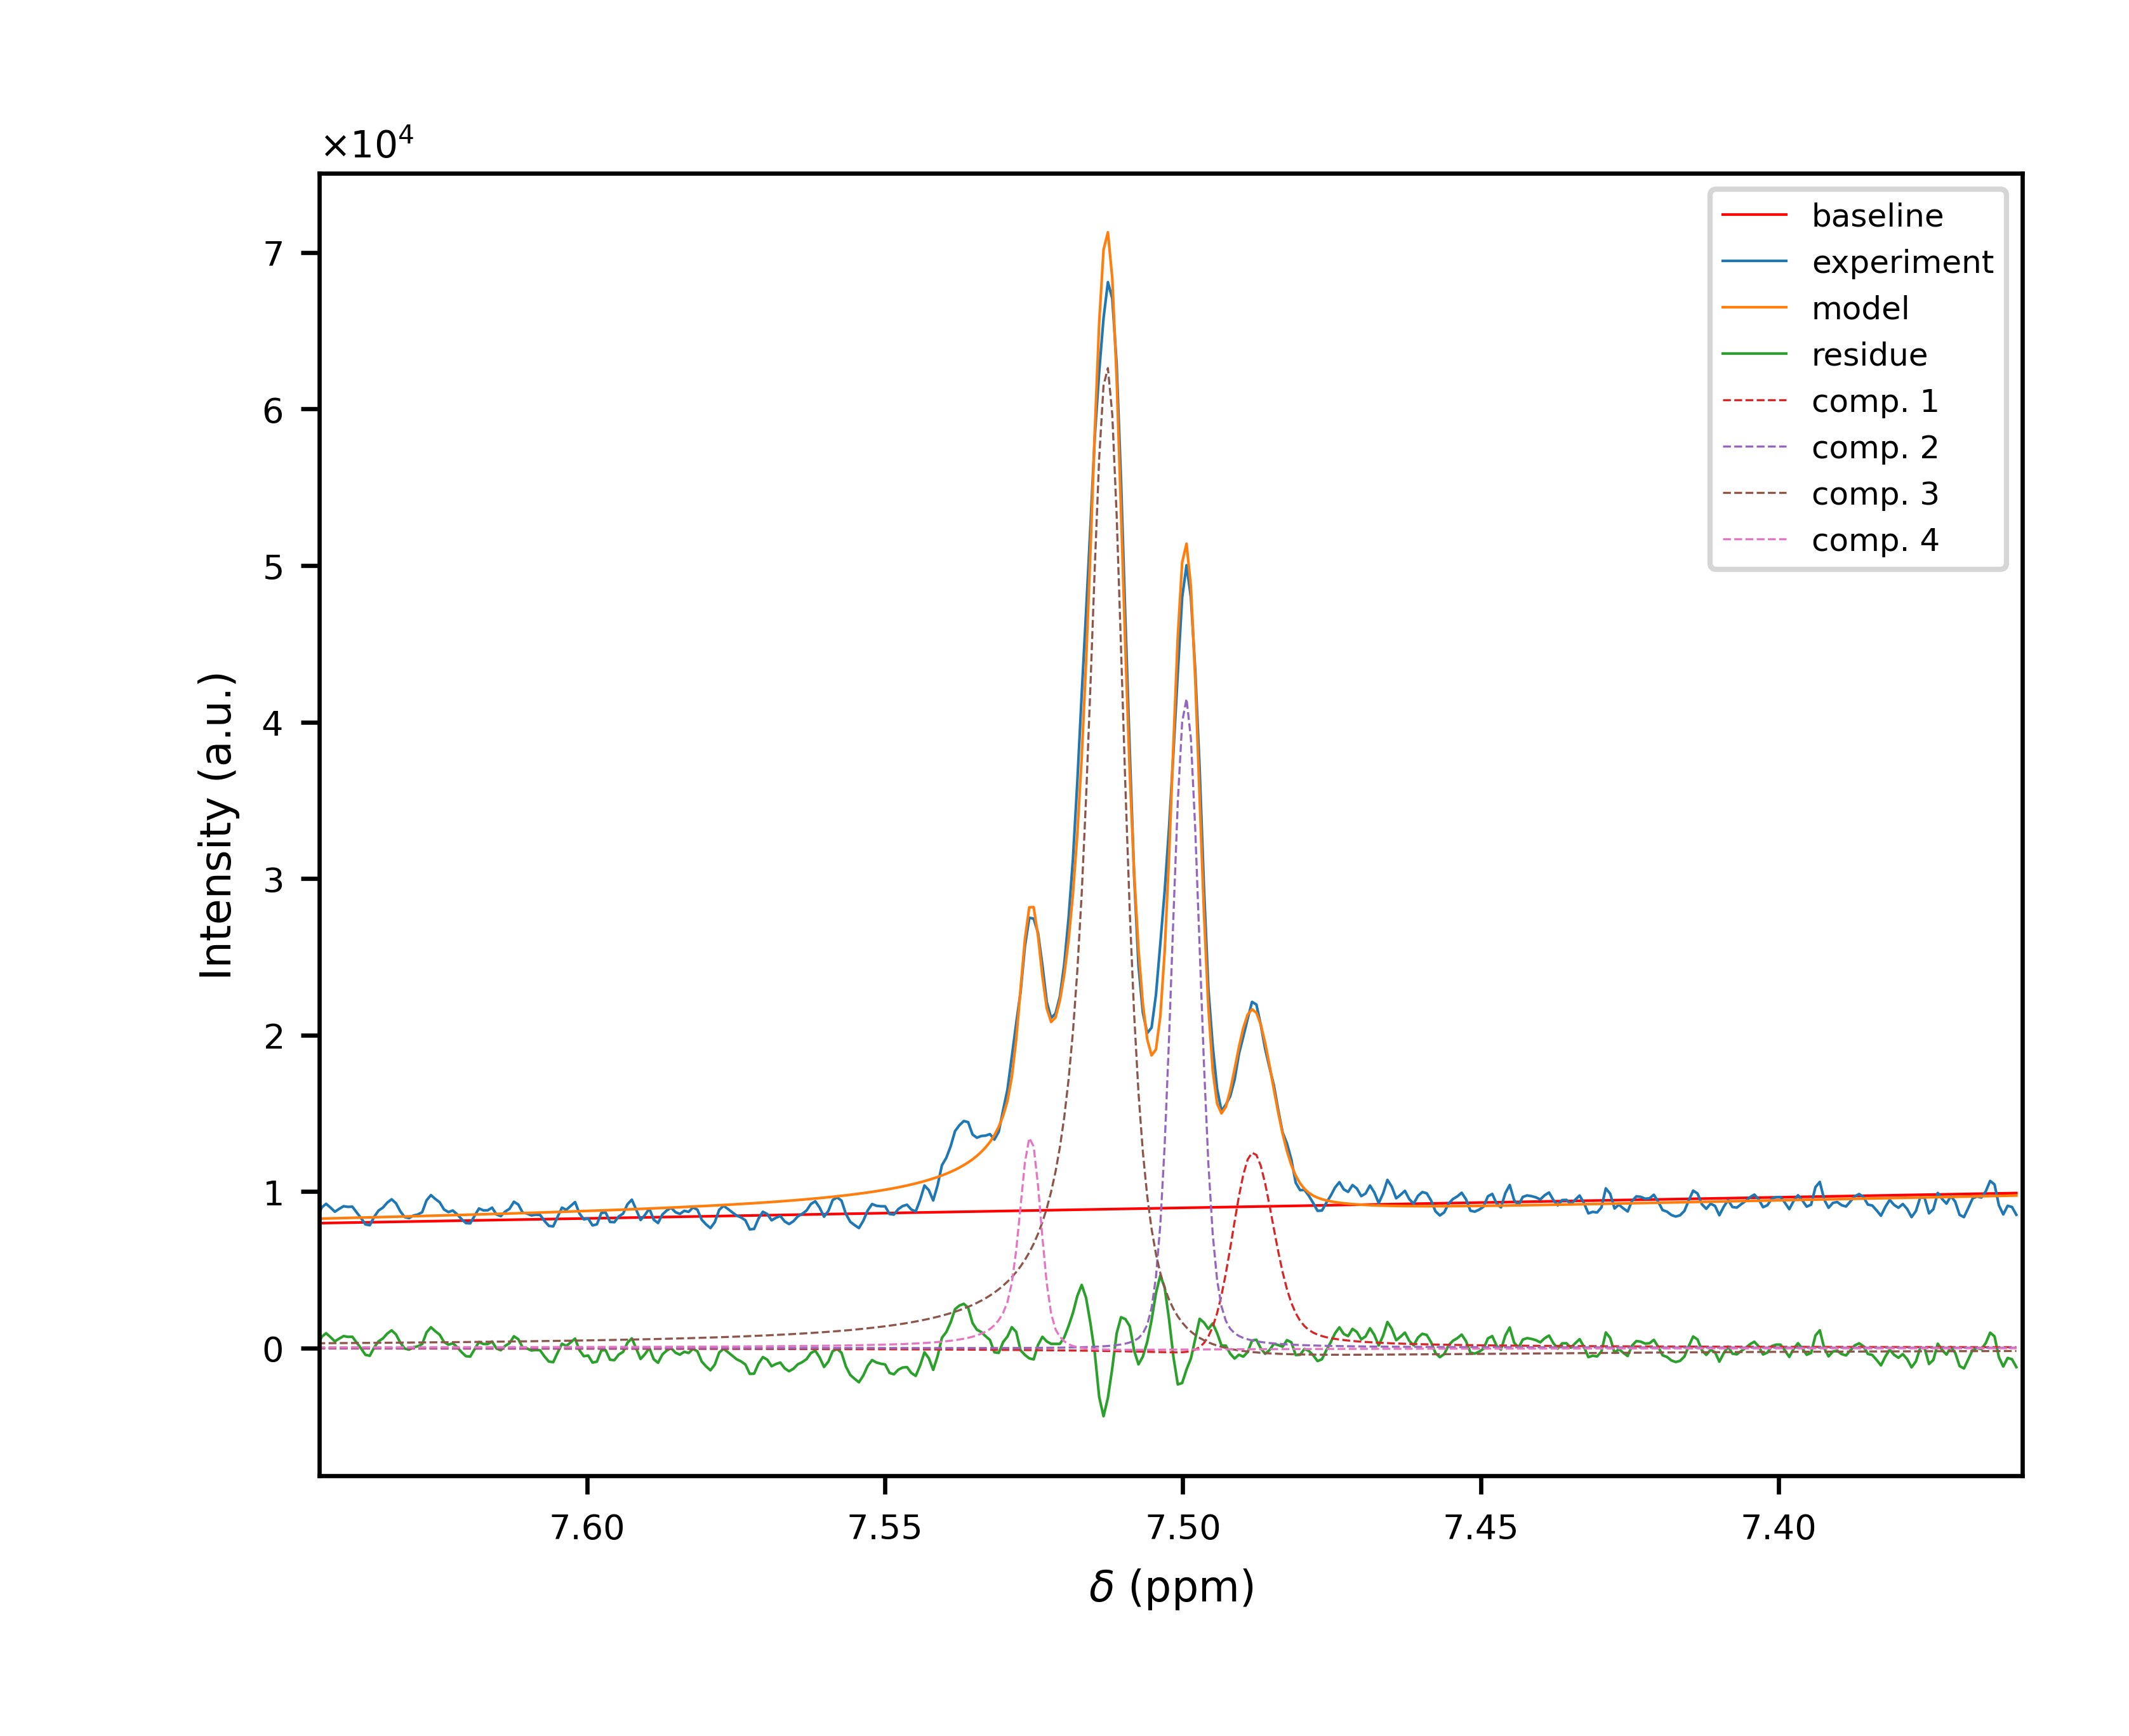 ×10⁴
7
6
5
4
3
2
1
0
Intensity (a.u.)
7.60 7.55 7.50 7.45 7.40
δ (ppm)
baseline
experiment
model
residue
comp. 1
comp. 2
comp. 3
comp. 4